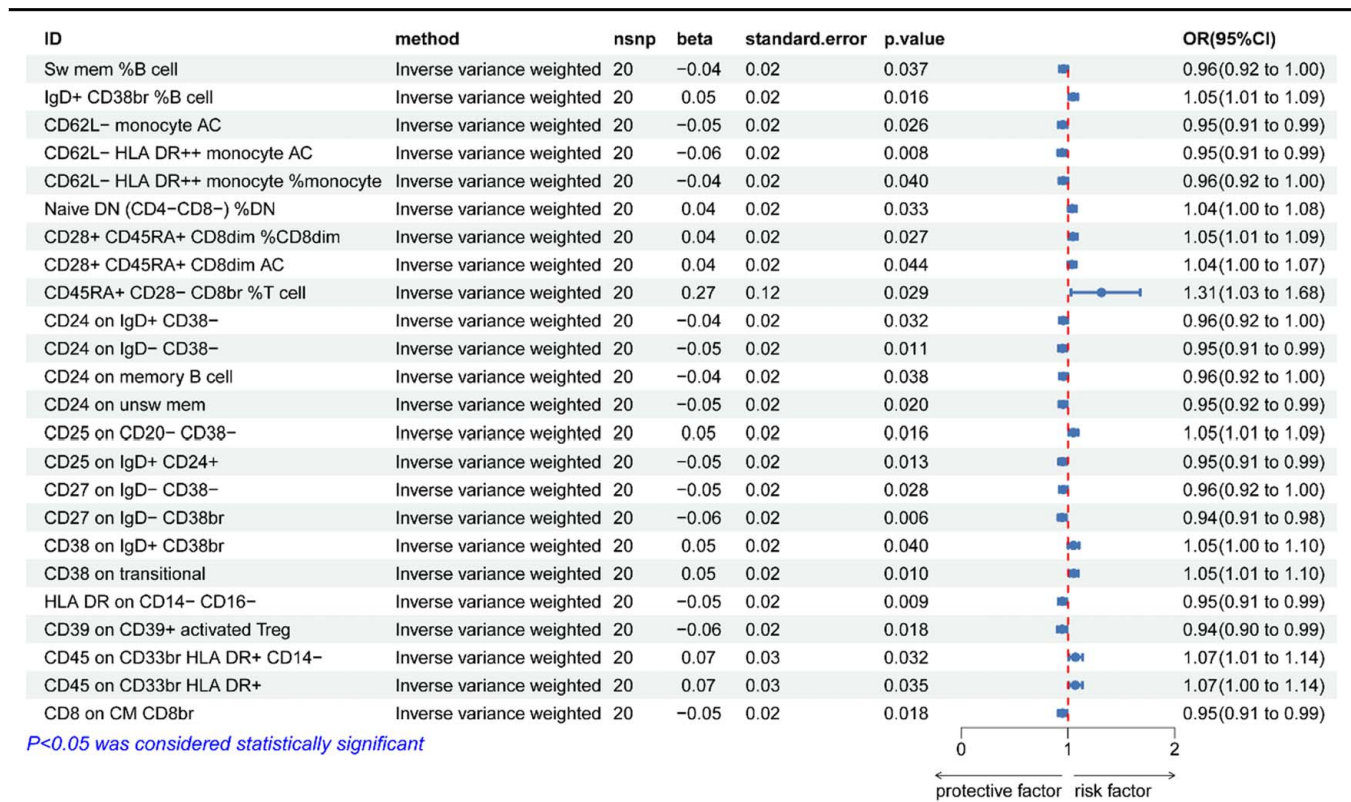 ID method nsnp beta standard.error p.value OR(95%CI)
Sw mem %B cell Inverse variance weighted 20 −0.04 0.02 0.037 0.96(0.92 to 1.00)
IgD+ CD38br %B cell Inverse variance weighted 20 0.05 0.02 0.016 1.05(1.01 to 1.09)
CD62L− monocyte AC Inverse variance weighted 20 −0.05 0.02 0.026 0.95(0.91 to 0.99)
CD62L− HLA DR++ monocyte AC Inverse variance weighted 20 −0.06 0.02 0.008 0.95(0.91 to 0.99)
CD62L− HLA DR++ monocyte %monocyte Inverse variance weighted 20 −0.04 0.02 0.040 0.96(0.92 to 1.00)
Naive DN (CD4−CD8−) %DN Inverse variance weighted 20 0.04 0.02 0.033 1.04(1.00 to 1.08)
CD28+ CD45RA+ CD8dim %CD8dim Inverse variance weighted 20 0.04 0.02 0.027 1.05(1.01 to 1.09)
CD28+ CD45RA+ CD8dim AC Inverse variance weighted 20 0.04 0.02 0.044 1.04(1.00 to 1.07)
CD45RA+ CD28− CD8br %T cell Inverse variance weighted 20 0.27 0.12 0.029 1.31(1.03 to 1.68)
CD24 on IgD+ CD38− Inverse variance weighted 20 −0.04 0.02 0.032 0.96(0.92 to 1.00)
CD24 on IgD− CD38− Inverse variance weighted 20 −0.05 0.02 0.011 0.95(0.91 to 0.99)
CD24 on memory B cell Inverse variance weighted 20 −0.04 0.02 0.038 0.96(0.92 to 1.00)
CD24 on unsw mem Inverse variance weighted 20 −0.05 0.02 0.020 0.95(0.92 to 0.99)
CD25 on CD20− CD38− Inverse variance weighted 20 0.05 0.02 0.016 1.05(1.01 to 1.09)
CD25 on IgD+ CD24+ Inverse variance weighted 20 −0.05 0.02 0.013 0.95(0.91 to 0.99)
CD27 on IgD− CD38− Inverse variance weighted 20 −0.05 0.02 0.028 0.96(0.92 to 1.00)
CD27 on IgD− CD38br Inverse variance weighted 20 −0.06 0.02 0.006 0.94(0.91 to 0.98)
CD38 on IgD+ CD38br Inverse variance weighted 20 0.05 0.02 0.040 1.05(1.00 to 1.10)
CD38 on transitional Inverse variance weighted 20 0.05 0.02 0.010 1.05(1.01 to 1.10)
HLA DR on CD14− CD16− Inverse variance weighted 20 −0.05 0.02 0.009 0.95(0.91 to 0.99)
CD39 on CD39+ activated Treg Inverse variance weighted 20 −0.06 0.02 0.018 0.94(0.90 to 0.99)
CD45 on CD33br HLA DR+ CD14− Inverse variance weighted 20 0.07 0.03 0.032 1.07(1.01 to 1.14)
CD45 on CD33br HLA DR+ Inverse variance weighted 20 0.07 0.03 0.035 1.07(1.00 to 1.14)
CD8 on CM CD8br Inverse variance weighted 20 −0.05 0.02 0.018 0.95(0.91 to 0.99)
P<0.05 was considered statistically significant
0 1 2
protective factor risk factor